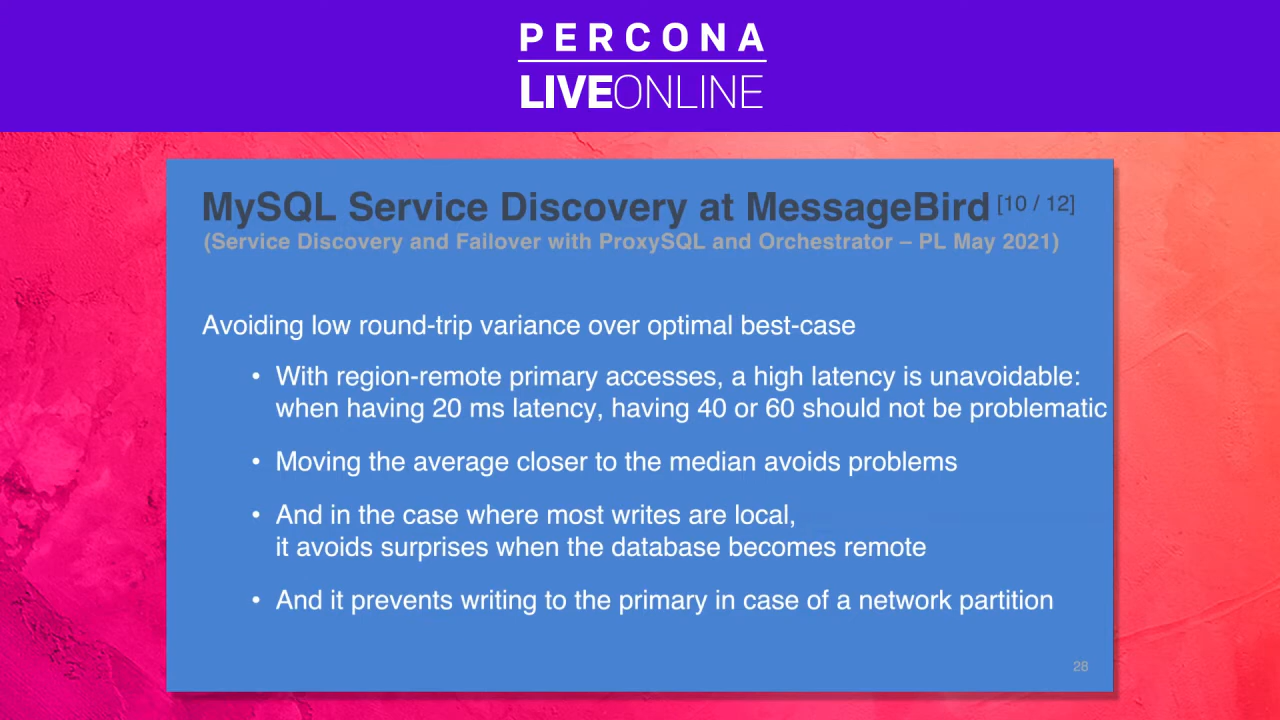 PERCONA
LIVEONLINE
MySQL Service Discovery at MessageBird [10 / 12]
(Service Discovery and Failover with ProxySQL and Orchestrator – PL May 2021)
Avoiding low round-trip variance over optimal best-case
• With region-remote primary accesses, a high latency is unavoidable:
when having 20 ms latency, having 40 or 60 should not be problematic
• Moving the average closer to the median avoids problems
• And in the case where most writes are local,
it avoids surprises when the database becomes remote
• And it prevents writing to the primary in case of a network partition
28